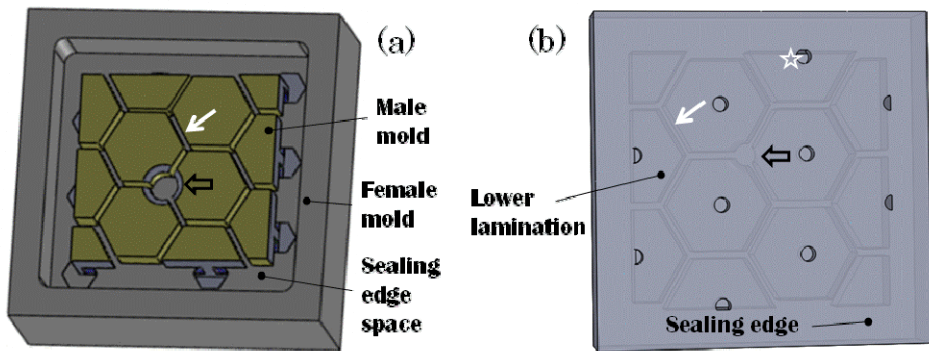 (a)
Male
mold
Female
mold
Sealing
edge
space
(b)
Lower
lamination
Sealing edge